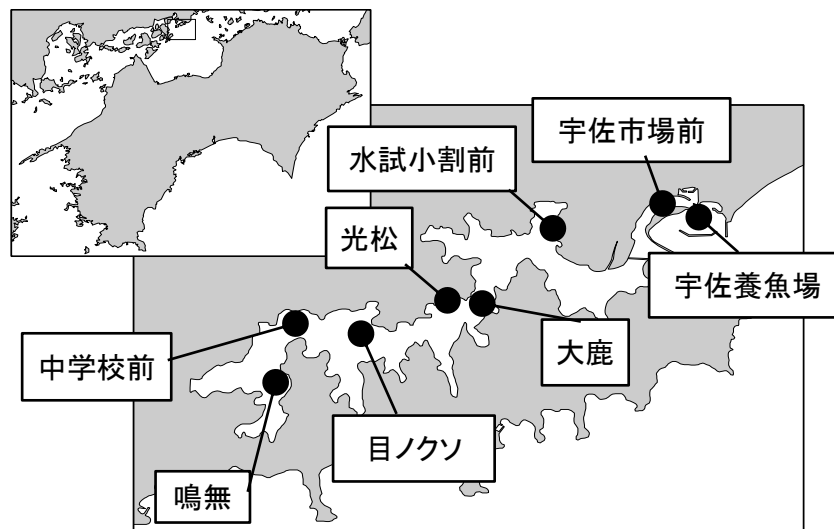 宇佐市場前
水試小割前
光松
宇佐養魚場
大鹿
中学校前
目ノクソ
鳴無